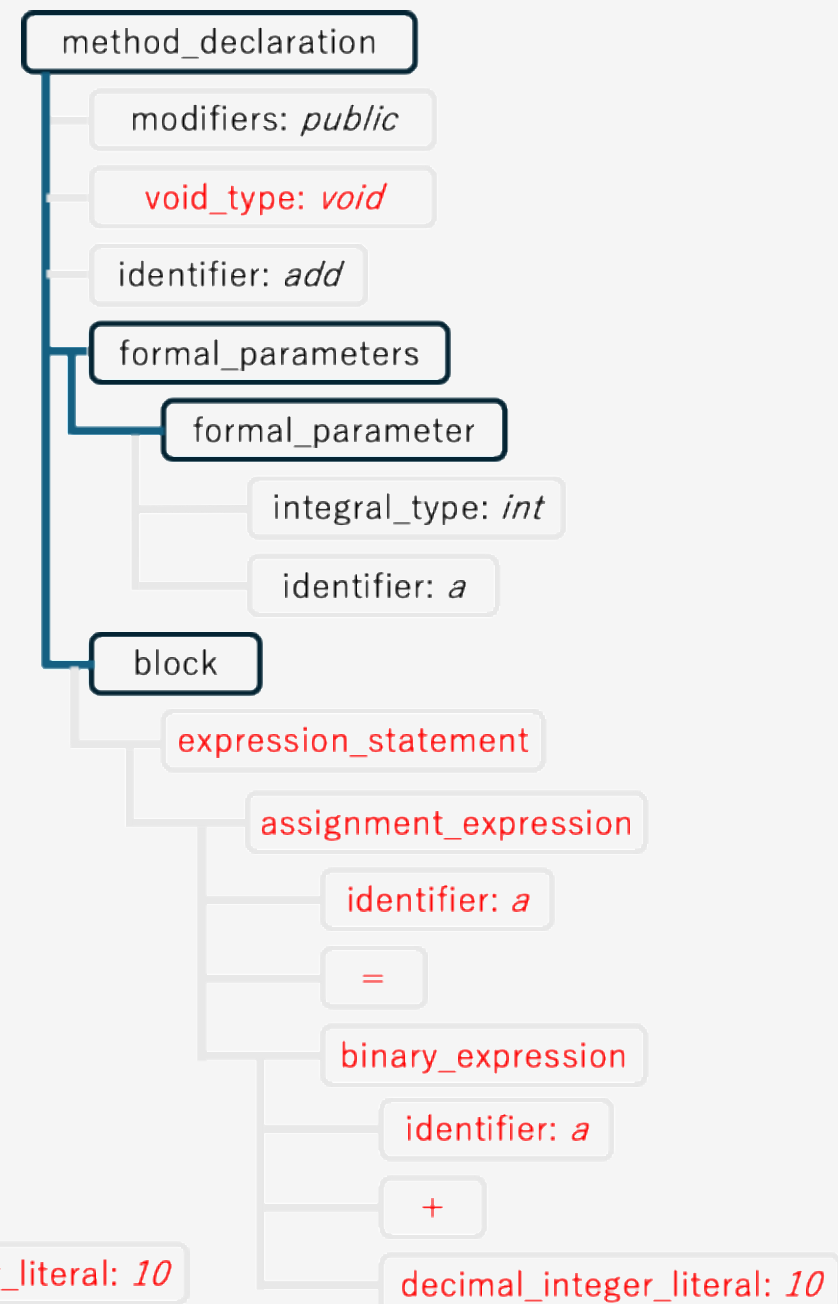 method_declaration
modifiers: public
void_type: void
identifier: add
formal_parameters
formal_parameter
integral_type: int
identifier: a
block
expression_statement
assignment_expression
identifier: a
=
binary_expression
identifier: a
+
_literal: 10
decimal_integer_literal: 10